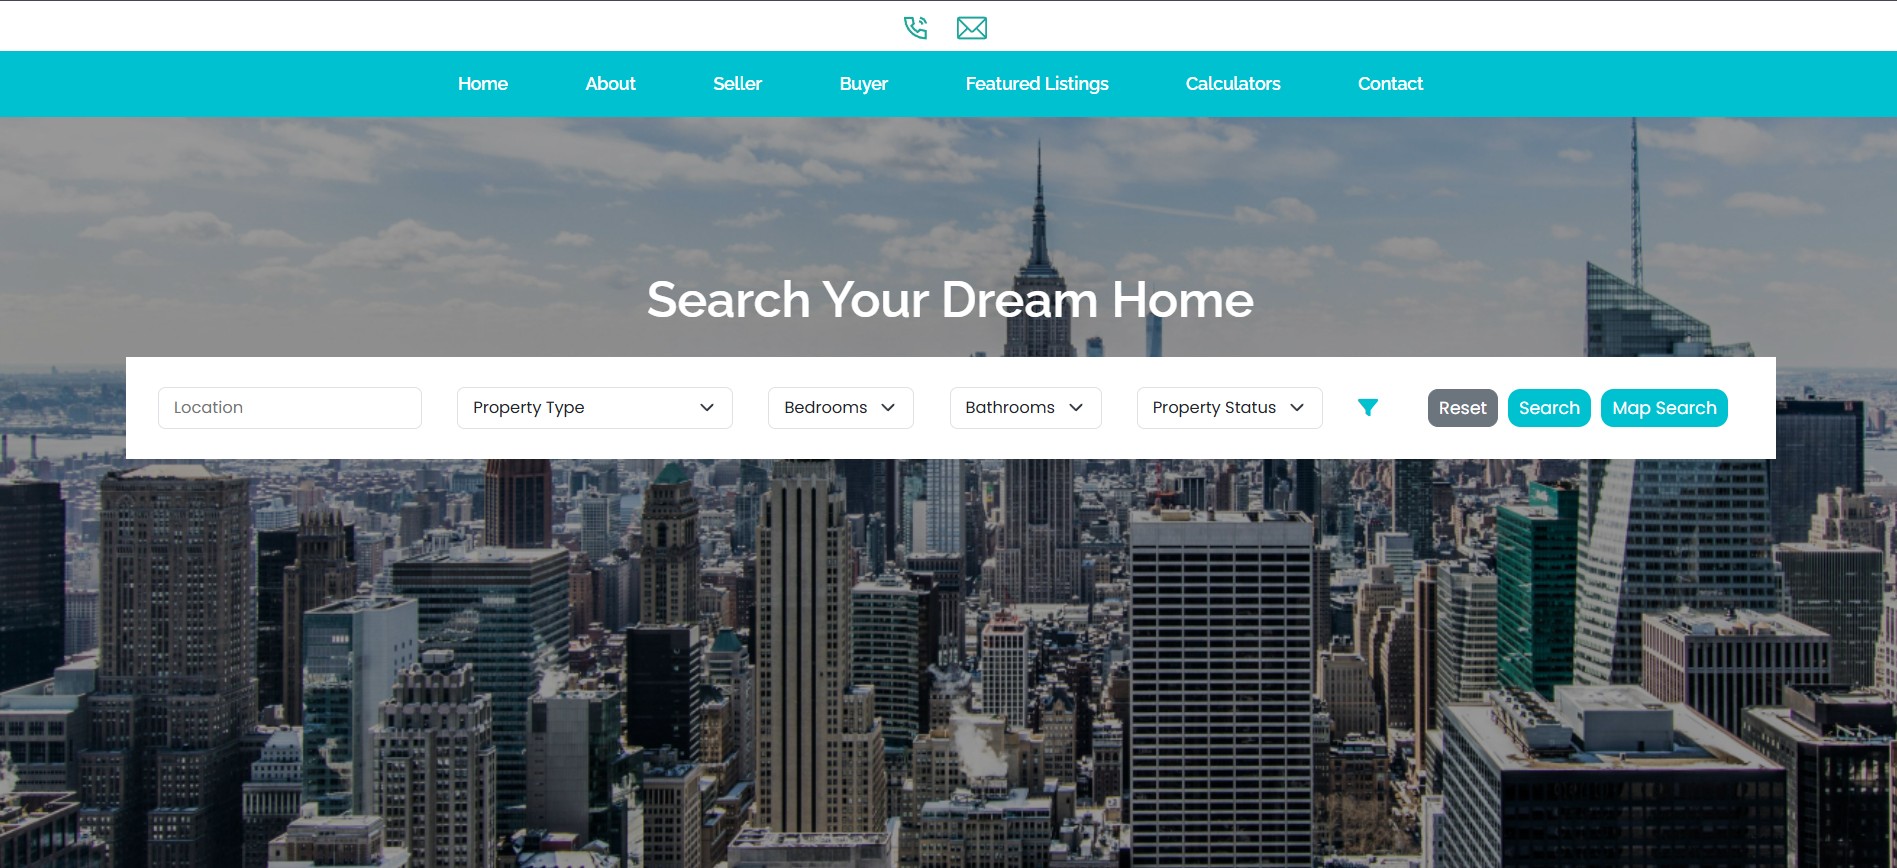 Home About Seller Buyer Featured Listings Calculators Contact
Search Your Dream Home
Location Property Type Bedrooms Bathrooms Property Status Reset Search Map Search